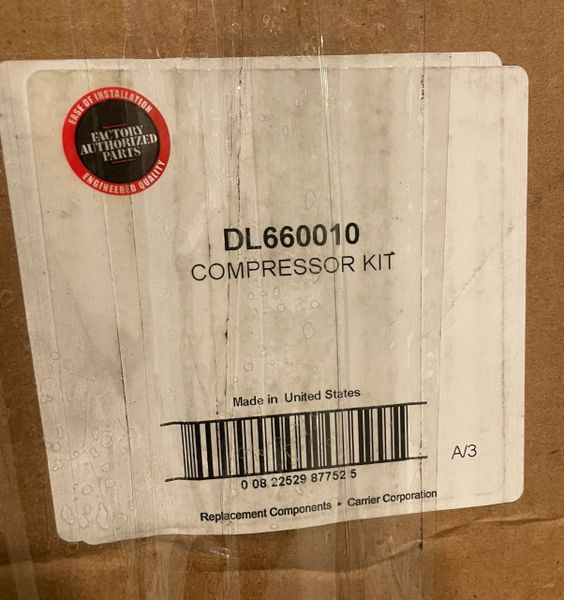 EASE OF INSTALLATION
FACTORY
AUTHORIZED
PARTS
ENGINEERED QUALITY
DL660010
COMPRESSOR KIT
Made in United States
0 08 22529 87752 5
A/3
Replacement Components - Carrier Corporation